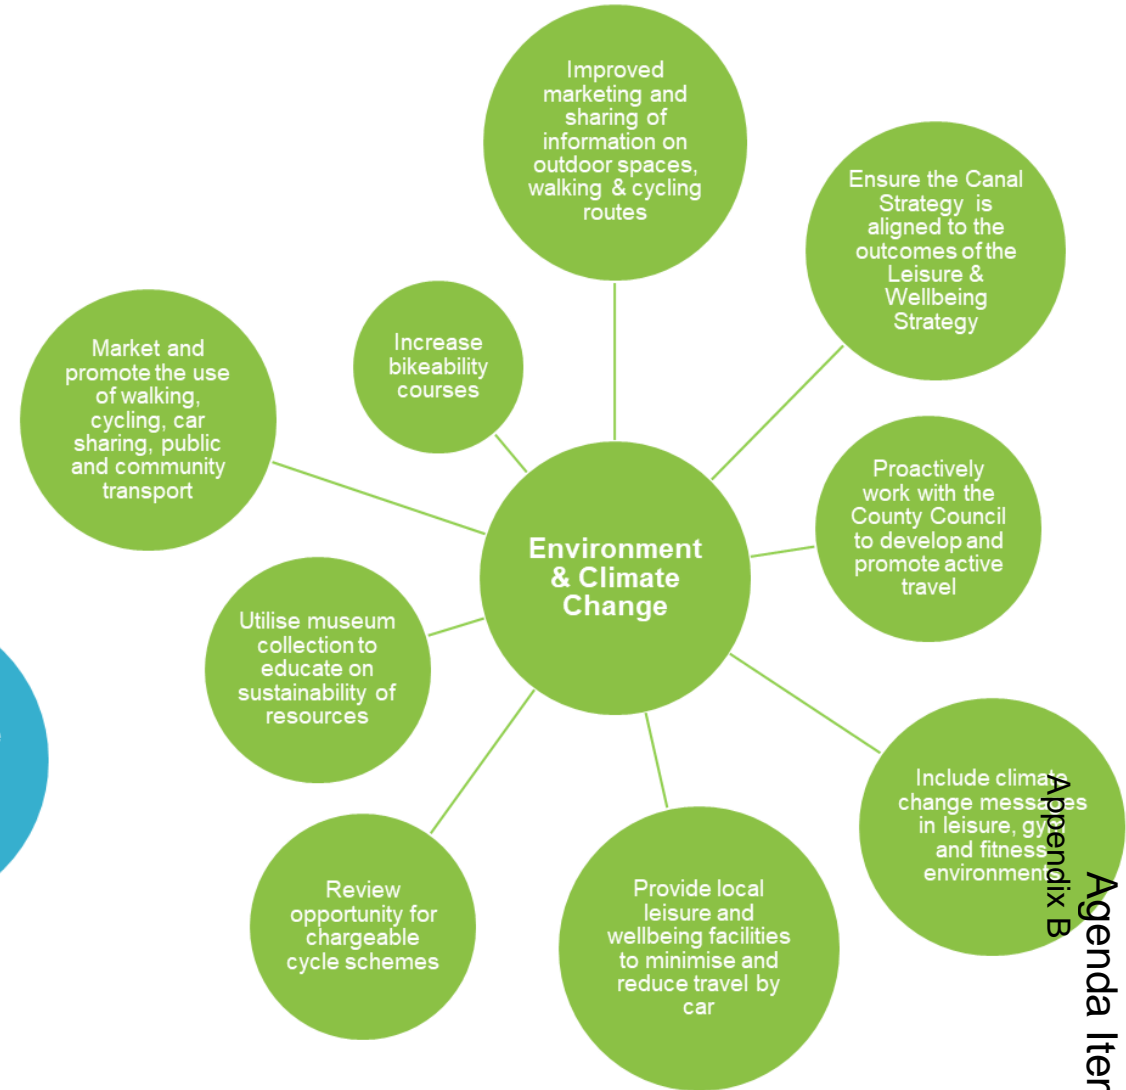 Improved
marketing and
sharing of
information on
outdoor spaces,
walking & cycling
routes
Ensure the Canal
Strategy is
aligned to the
outcomes of the
Leisure &
Wellbeing
Strategy
Increase
bikeability
courses
Market and
promote the use
of walking,
cycling, car
sharing, public
and community
transport
Proactively
work with the
County Council
to develop and
promote active
travel
Environment
& Climate
Change
Utilise museum
collection to
educate on
sustainability of
resources
Include climate
change messages
in leisure, gym
and fitness
environments
Review
opportunity for
chargeable
cycle schemes
Provide local
leisure and
wellbeing facilities
to minimise and
reduce travel by
car
Appendix B
Agenda